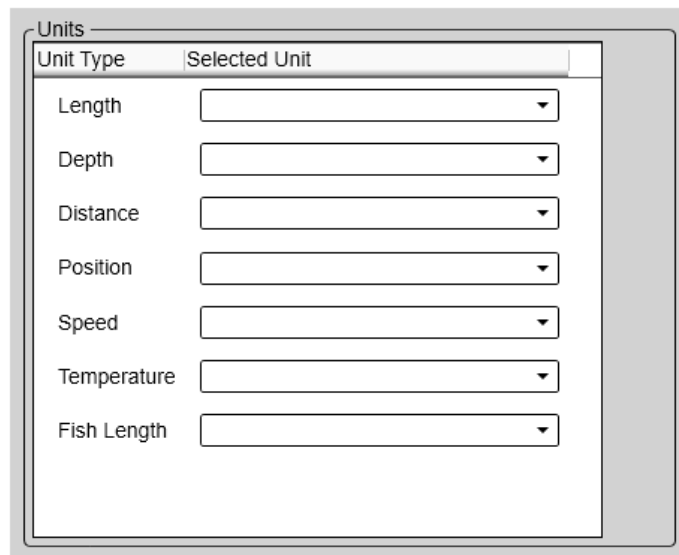 Units
Unit Type Selected Unit
Length
Depth
Distance
Position
Speed
Temperature
Fish Length